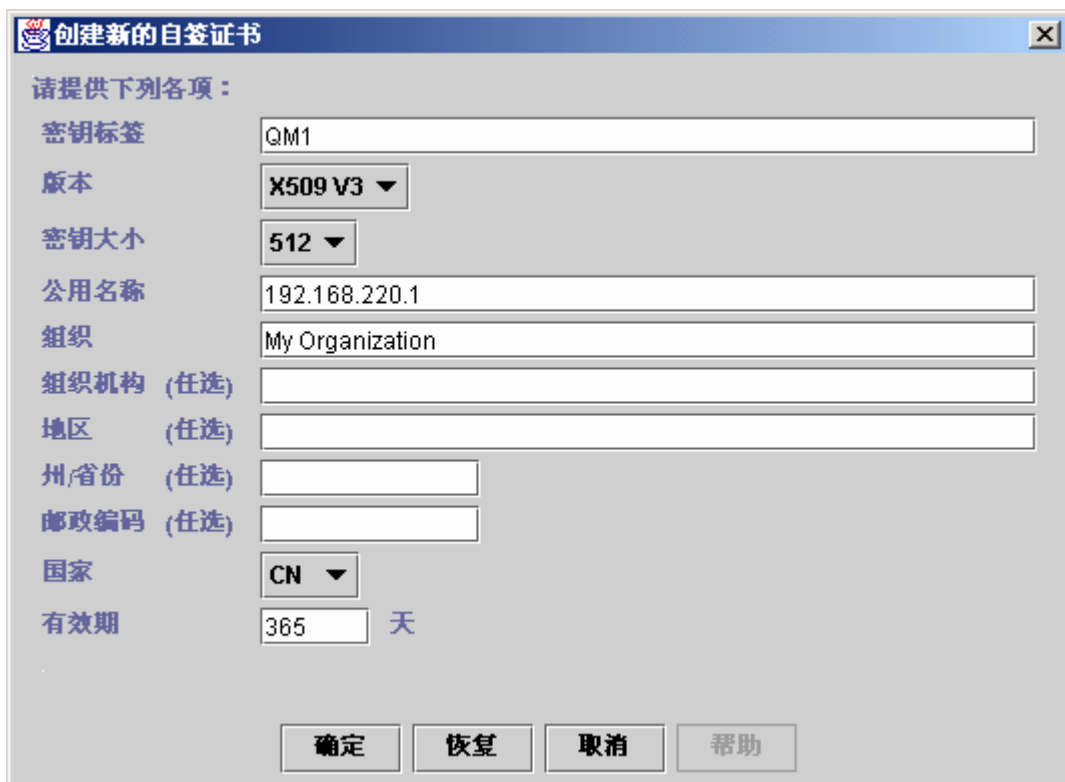 创建新的自签证书
请提供下列各项：
密钥标签 QM1
版本 X509 V3
密钥大小 512
公用名称 192.168.220.1
组织 My Organization
组织机构 (任选)
地区 (任选)
州/省份 (任选)
邮政编码 (任选)
国家 CN
有效期 365 天
确定 恢复 取消 帮助